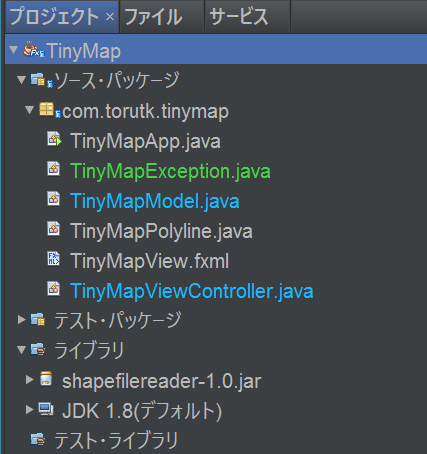 プロジェクト × ファイル サービス
TinyMap
ソース・パッケージ
com.torutk.tinymap
TinyMapApp.java
TinyMapException.java
TinyMapModel.java
TinyMapPolyline.java
TinyMapView.fxml
TinyMapViewController.java
テスト・パッケージ
ライブラリ
shapefilereader-1.0.jar
JDK 1.8(デフォルト)
テスト・ライブラリ